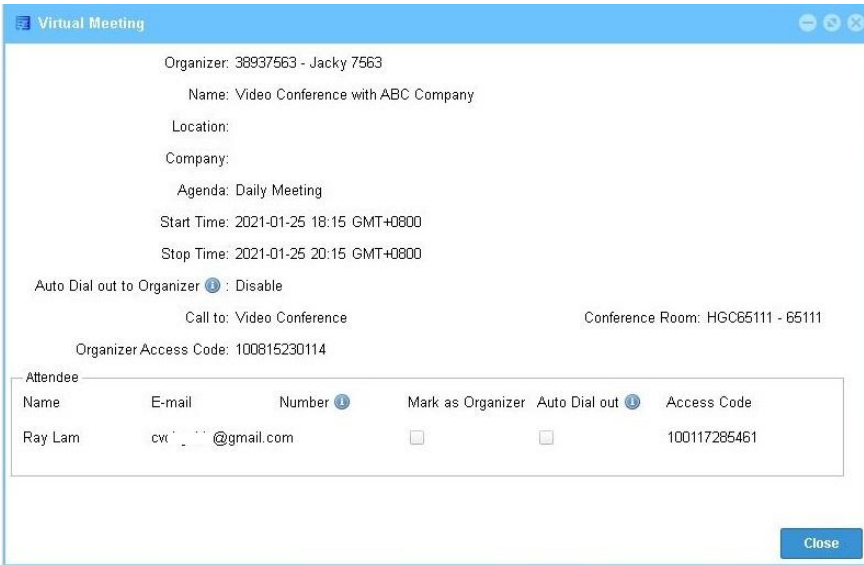 Virtual Meeting
Organizer: 38937563 - Jacky 7563
Name: Video Conference with ABC Company
Location:
Company:
Agenda: Daily Meeting
Start Time: 2021-01-25 18:15 GMT+0800
Stop Time: 2021-01-25 20:15 GMT+0800
Auto Dial out to Organizer : Disable
Call to: Video Conference Conference Room: HGC65111 - 65111
Organizer Access Code: 100815230114
Attendee
Name E-mail Number Mark as Organizer Auto Dial out Access Code
Ray Lam @gmail.com 100117285461
Close